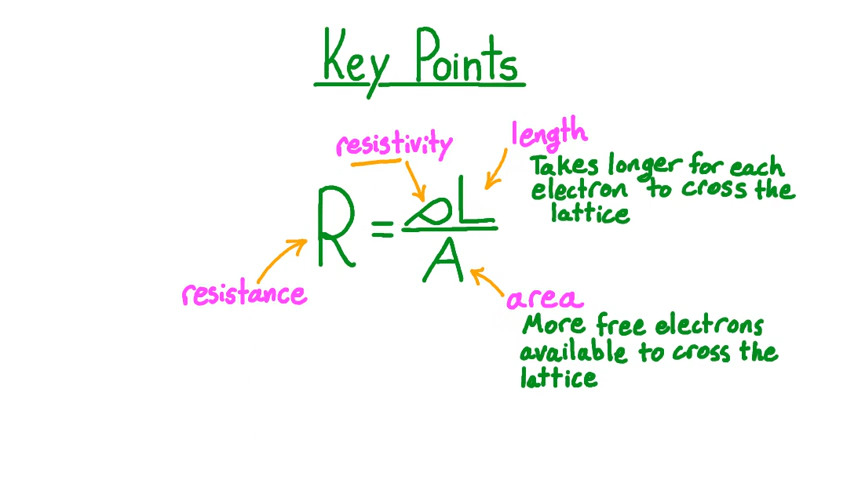 Key Points
resistivity
length
Takes longer for each
electron to cross the
lattice
R = ρL
A
resistance
area
More free electrons
available to cross the
lattice